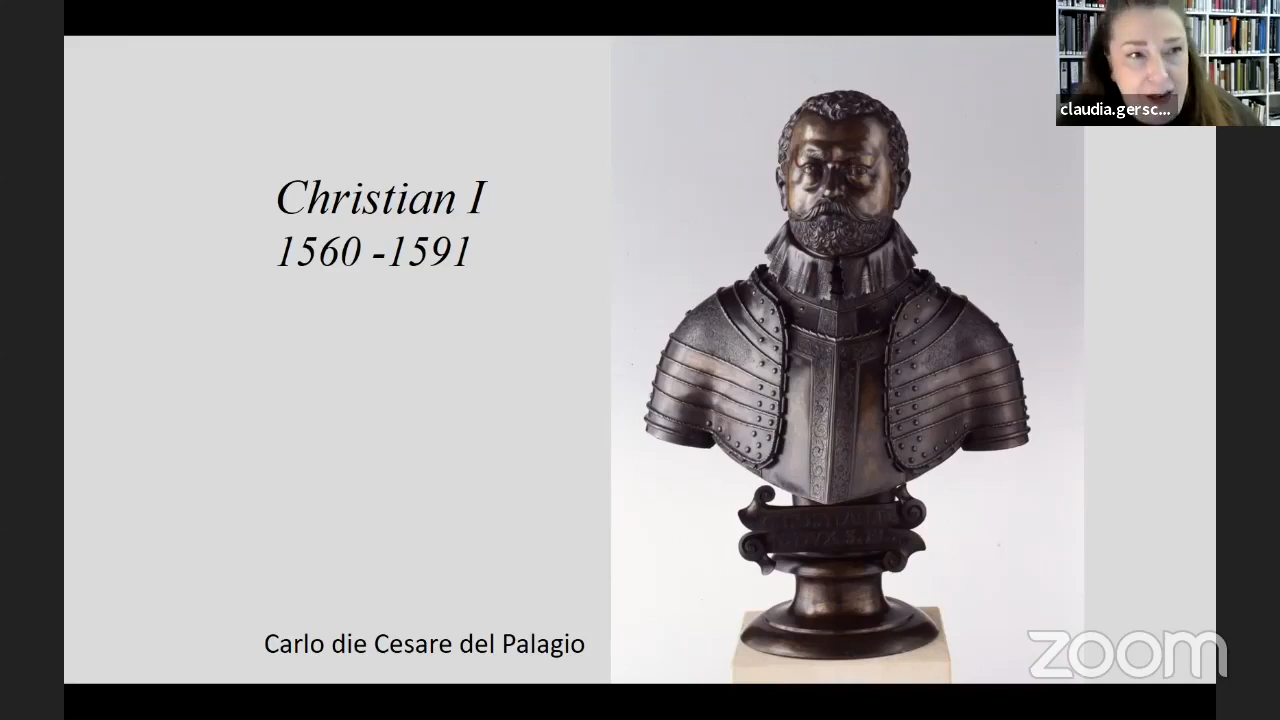 claudia.gersc...
Christian I
1560 -1591
Carlo die Cesare del Palagio
zoom